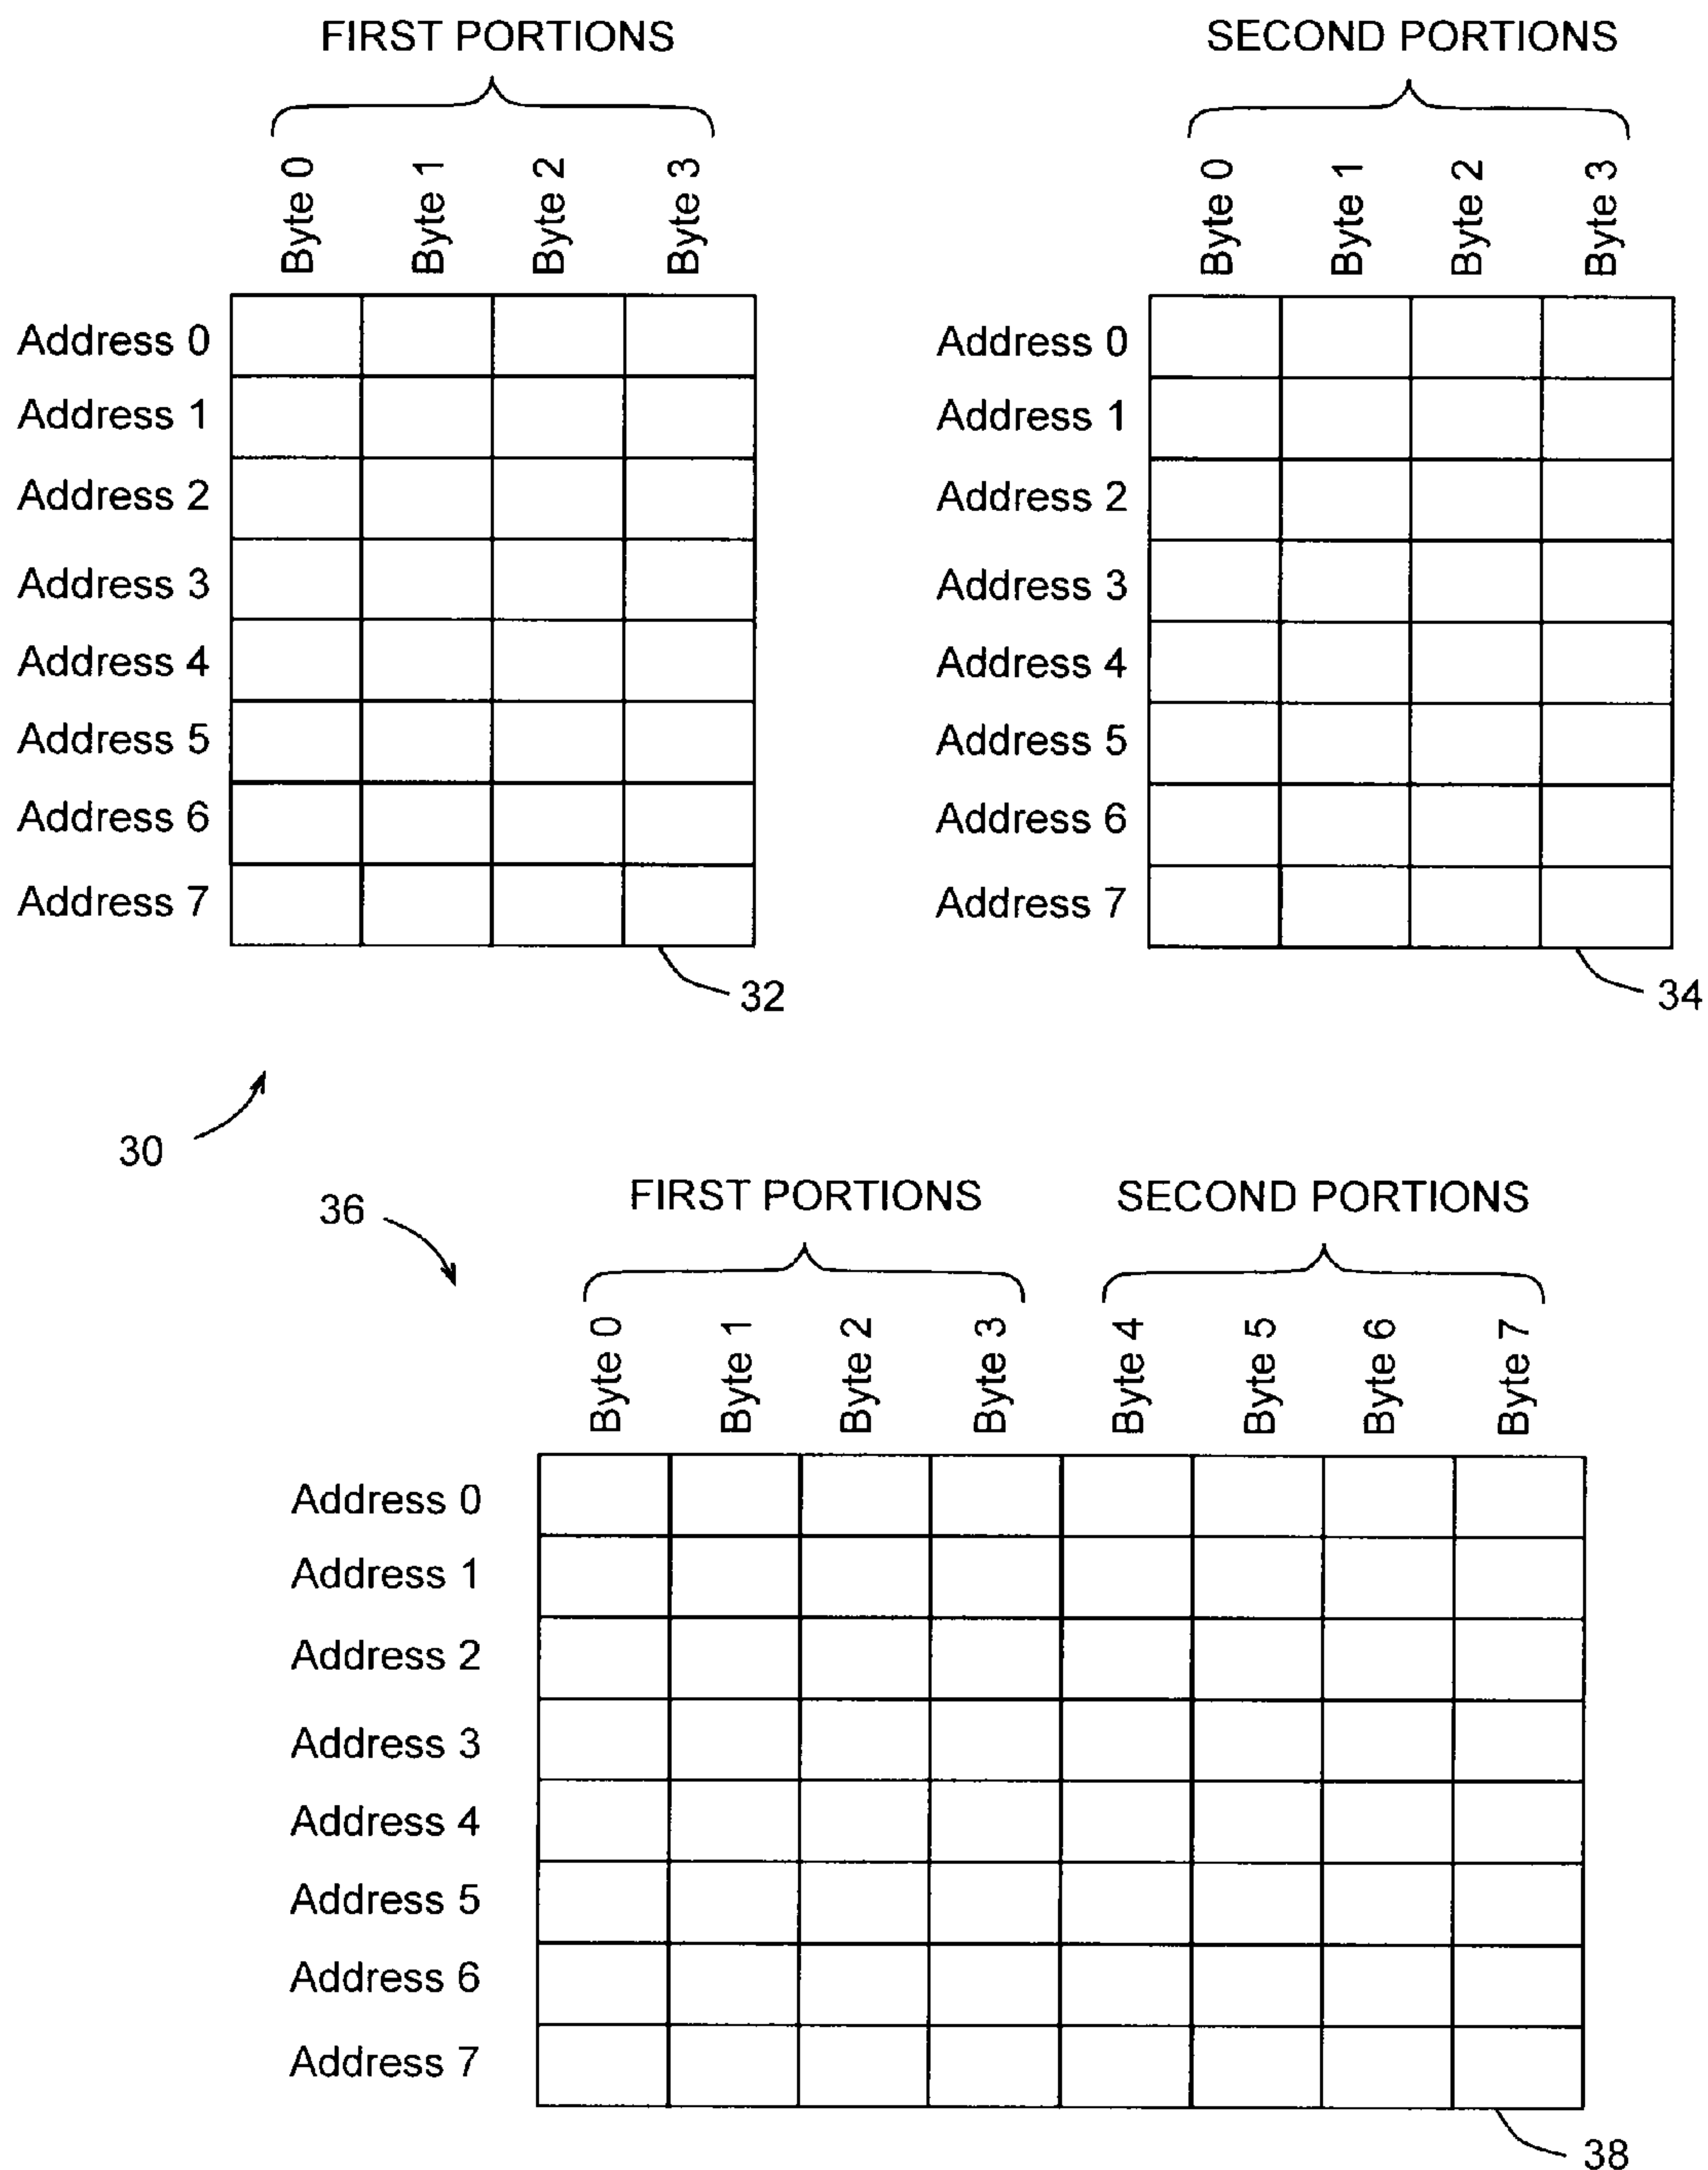 FIRST PORTIONS
SECOND PORTIONS
Byte 0
Byte 1
Byte 2
Byte 3
Byte 0
Byte 1
Byte 2
Byte 3
Address 0
Address 1
Address 2
Address 3
Address 4
Address 5
Address 6
Address 7
32
Address 0
Address 1
Address 2
Address 3
Address 4
Address 5
Address 6
Address 7
34
30
36
FIRST PORTIONS
SECOND PORTIONS
Byte 0
Byte 1
Byte 2
Byte 3
Byte 4
Byte 5
Byte 6
Byte 7
Address 0
Address 1
Address 2
Address 3
Address 4
Address 5
Address 6
Address 7
38